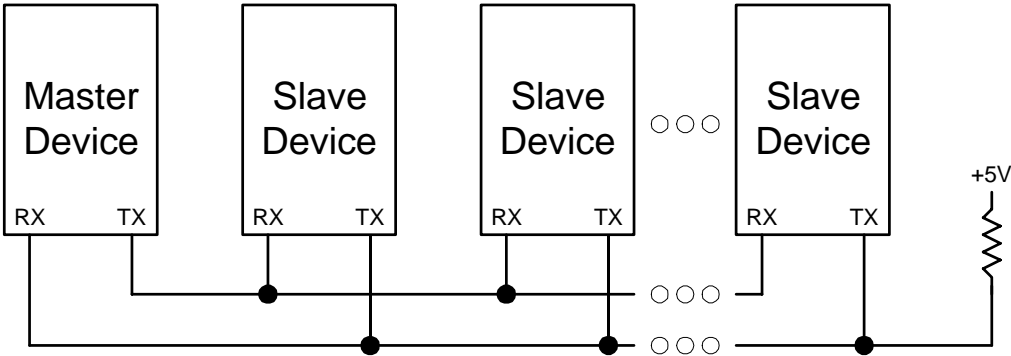 Master
Device
Slave
Device
Slave
Device
Slave
Device
+5V
RX TX
RX TX
RX TX
RX TX